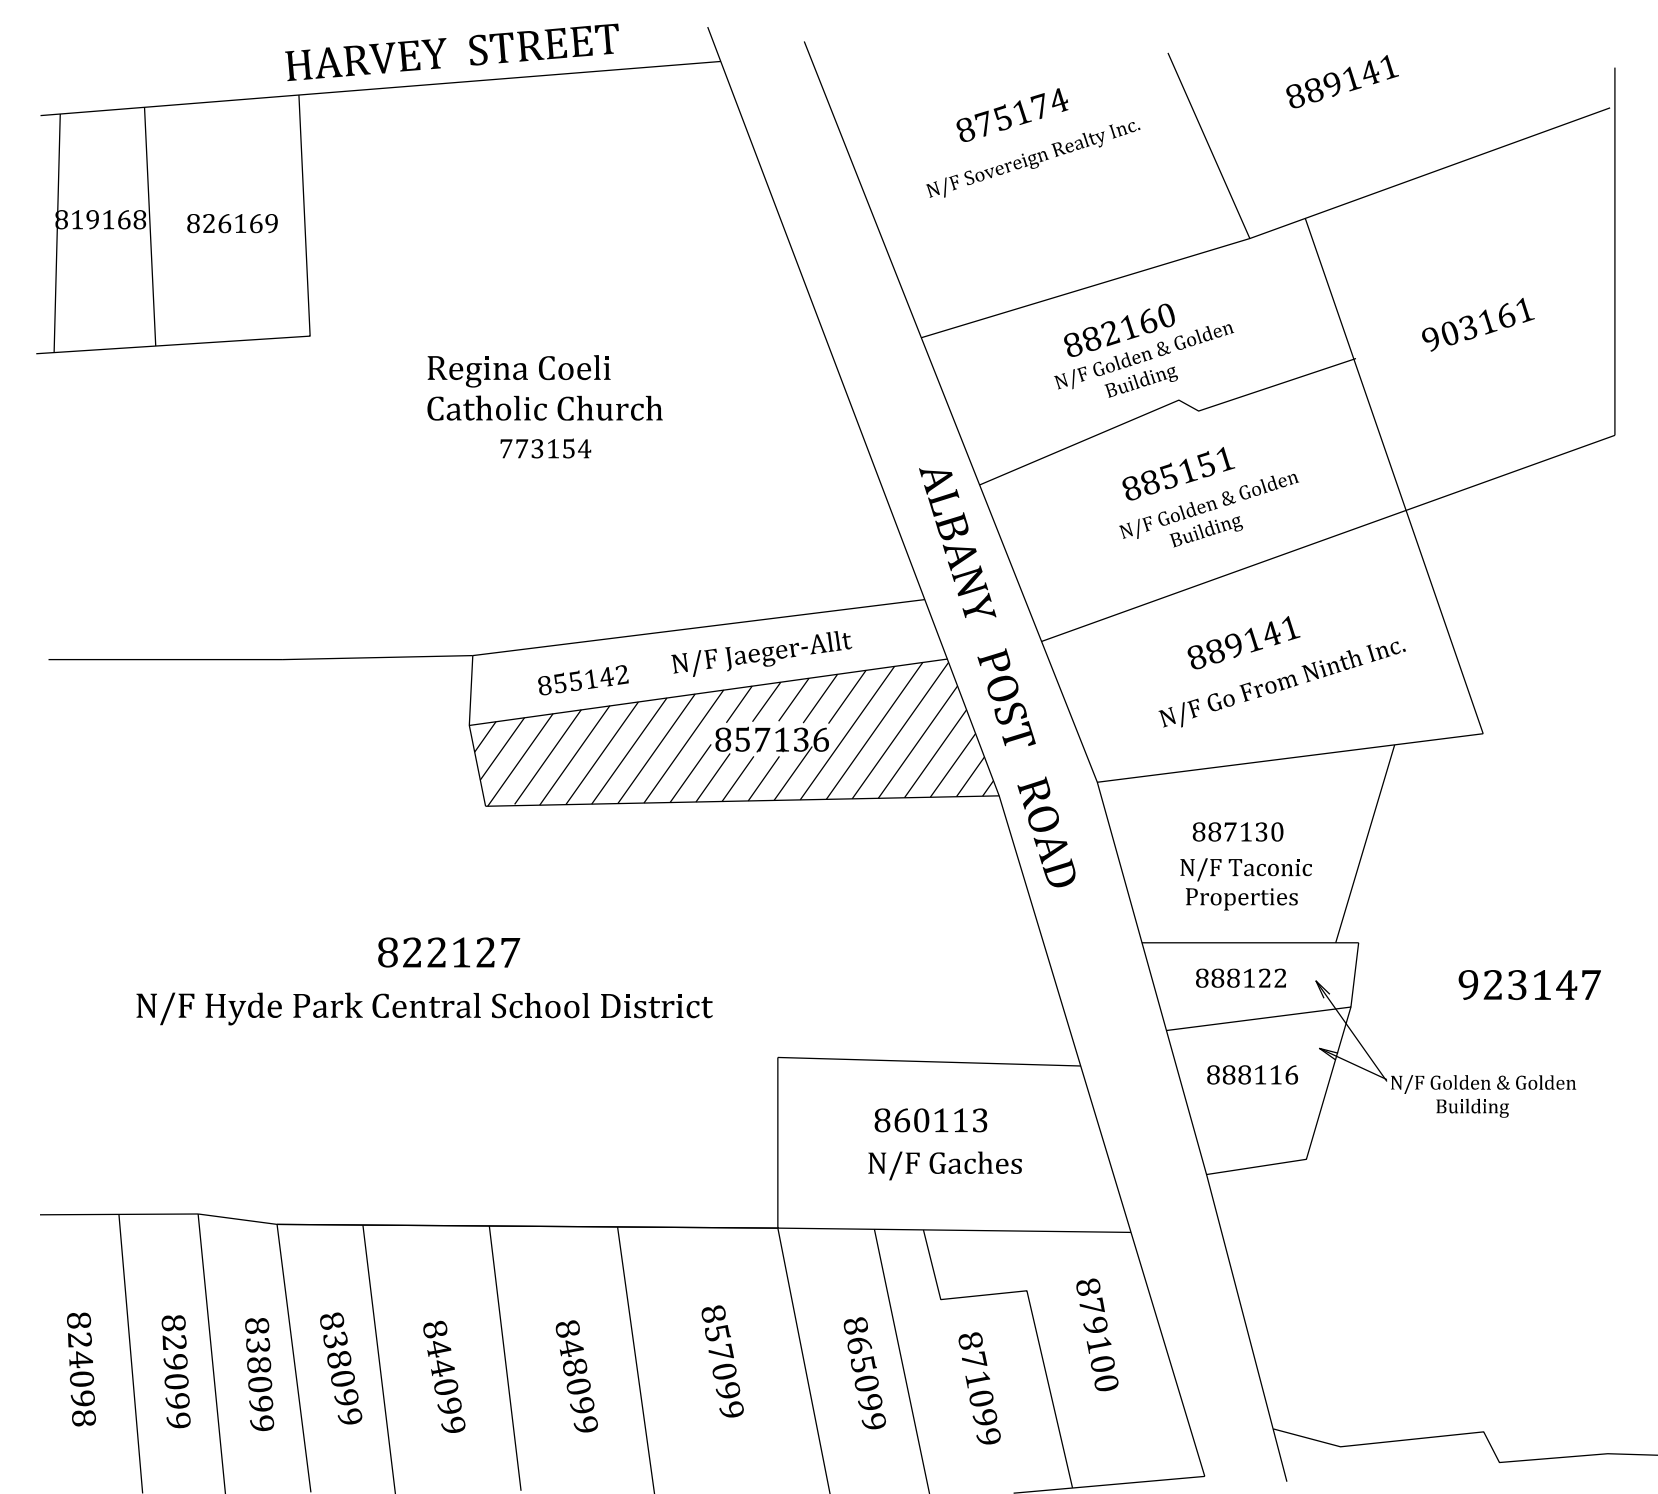 HARVEY STREET
875174
N/F Sovereign Realty Inc.
889141
819168
826169
882160
N/F Golden & Golden
Building
903161
Regina Coeli
Catholic Church
773154
885151
N/F Golden & Golden
Building
ALBANY POST ROAD
855142
N/F Jaeger-Allt
889141
N/F Go From Ninth Inc.
857136
887130
N/F Taconic
Properties
822127
N/F Hyde Park Central School District
888122
923147
888116
N/F Golden & Golden
Building
860113
N/F Gaches
824098
829099
838099
838099
844099
848099
857099
865099
871099
879100